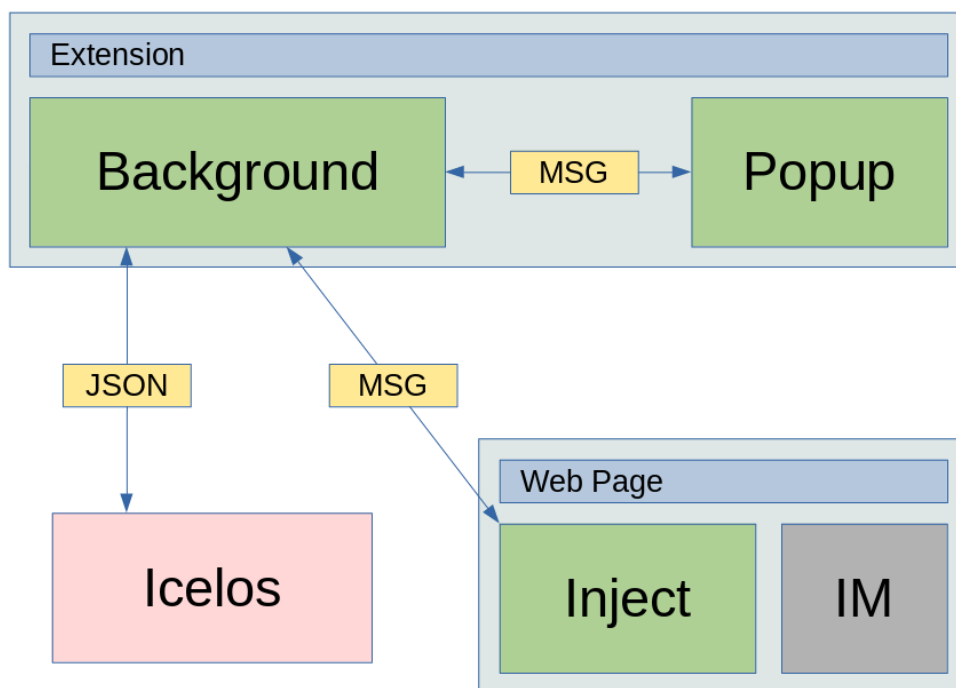 Extension
Background
MSG
Popup
JSON
MSG
Web Page
Icelos
Inject
IM